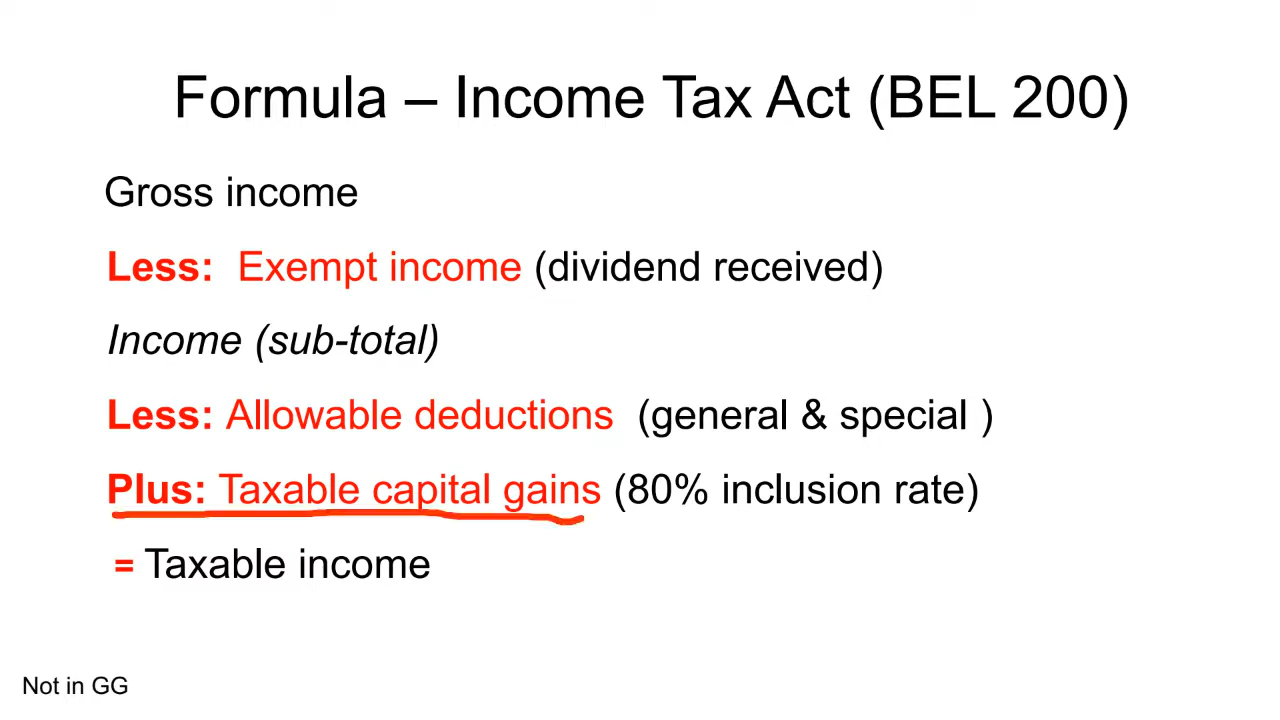 Formula – Income Tax Act (BEL 200)
Gross income
Less: Exempt income (dividend received)
Income (sub-total)
Less: Allowable deductions (general & special )
Plus: Taxable capital gains (80% inclusion rate)
= Taxable income
Not in GG